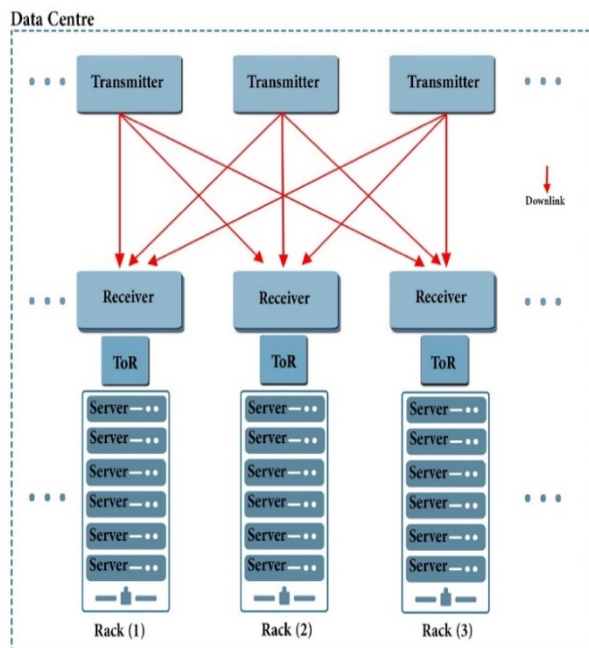 Data Centre
Transmitter Transmitter Transmitter
Downlink
Receiver Receiver Receiver
ToR ToR ToR
Server Server Server
Server Server Server
Server Server Server
Server Server Server
Server Server Server
Server Server Server
Rack (1) Rack (2) Rack (3)